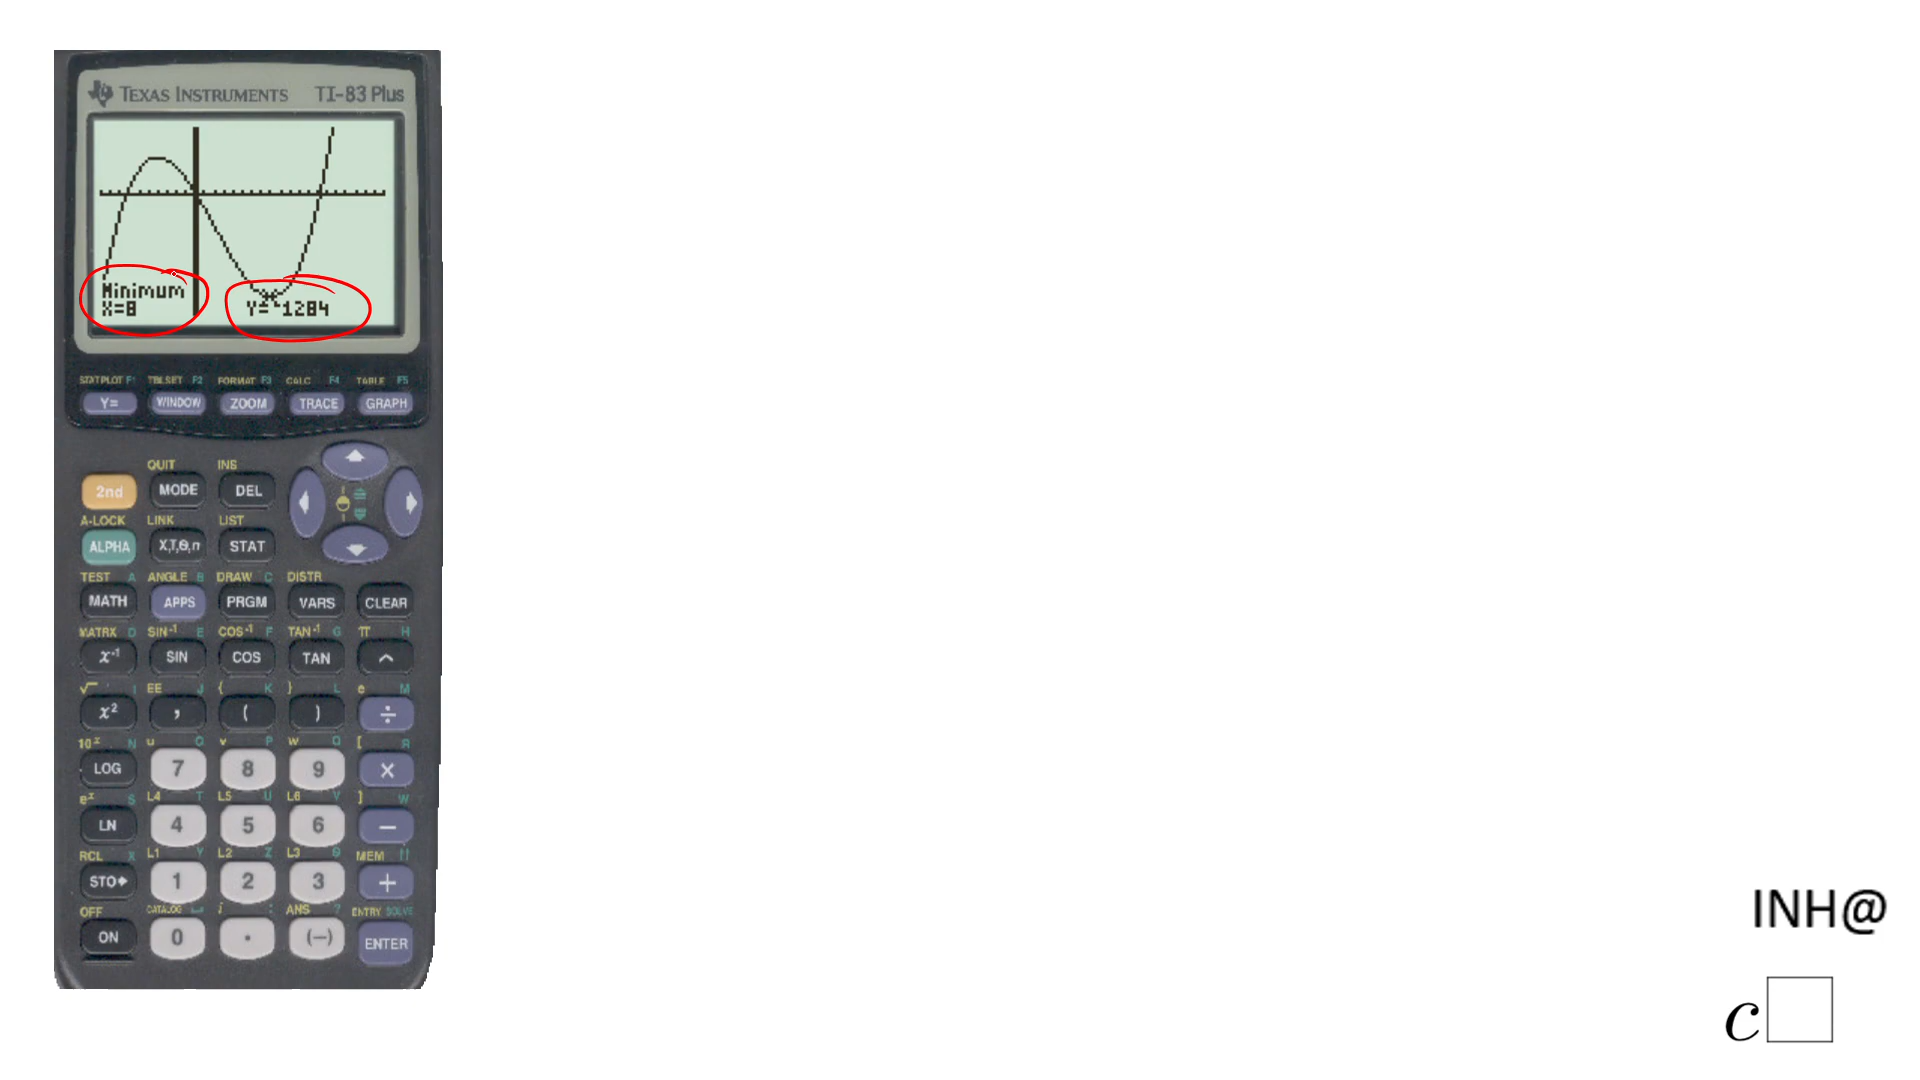 TEXAS INSTRUMENTS TI-83 Plus
Minimum
X=8 Y=-1284
STAT PLOT F1 TBLSET F2 FORMAT F3 CALC F4 TABLE F5
Y= WINDOW ZOOM TRACE GRAPH
QUIT INS
2nd MODE DEL
A-LOCK LINK LIST
ALPHA X,T,Θ,n STAT
TEST A ANGLE B DRAW C DISTR
MATH APPS PRGM VARS CLEAR
MATRX D SIN-1 E COS-1 F TAN-1 G π H
x-1 SIN COS TAN ^
√ I EE J { K } L e M
x2 , ( ) ÷
10x N u O v P w Q [ R
LOG 7 8 9 ×
ex S L4 T L5 U L6 V ] W
LN 4 5 6 −
RCL X L1 Y L2 Z L3 θ MEM "
STO 1 2 3 +
OFF CATALOG i : ANS ? ENTRY SOLVE
ON 0 . (−) ENTER
INH@
c